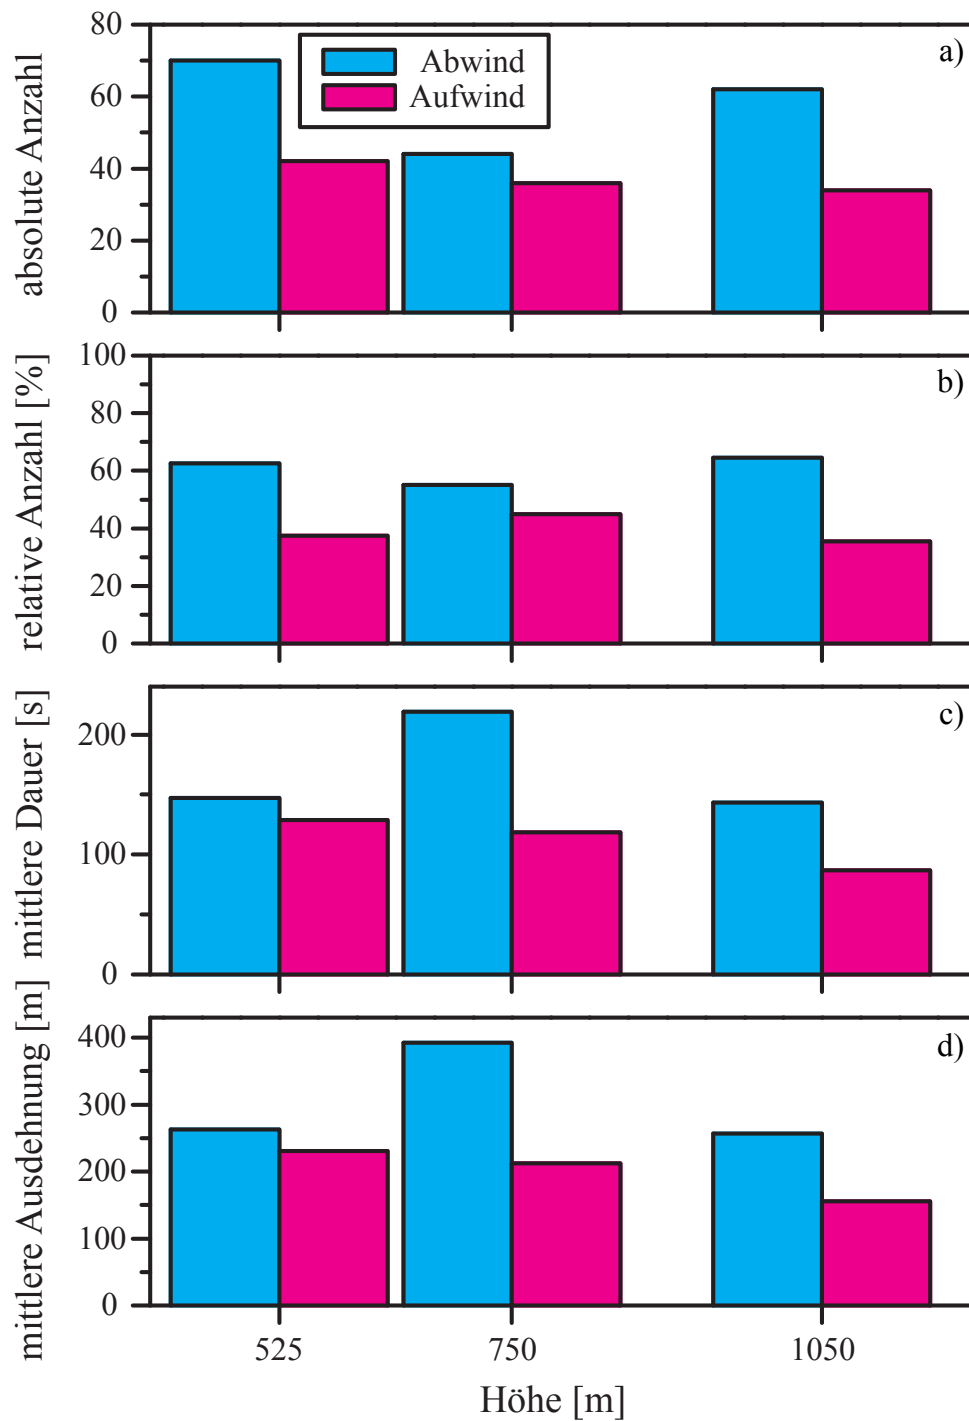 absolute Anzahl
80
60
40
20
0
Abwind
Aufwind
a)
relative Anzahl [%]
100
80
60
40
20
0
b)
mittlere Dauer [s]
200
100
0
c)
mittlere Ausdehnung [m]
400
300
200
100
0
d)
525 750 1050
Höhe [m]